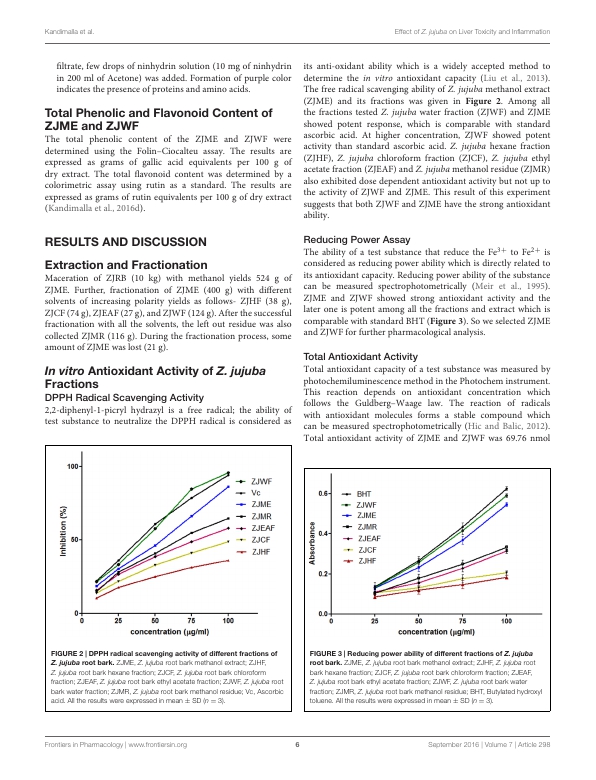 Kandimalla et al.
Effect of Z. jujuba on Liver Toxicity and Inflammation
filtrate, few drops of ninhydrin solution (10 mg of ninhydrin
in 200 ml of Acetone) was added. Formation of purple color
indicates the presence of proteins and amino acids.
Total Phenolic and Flavonoid Content of
ZJME and ZJWF
The total phenolic content of the ZJME and ZJWF were
determined using the Folin–Ciocalteu assay. The results are
expressed as grams of gallic acid equivalents per 100 g of
dry extract. The total flavonoid content was determined by a
colorimetric assay using rutin as a standard. The results are
expressed as grams of rutin equivalents per 100 g of dry extract
(Kandimalla et al., 2016d).
RESULTS AND DISCUSSION
Extraction and Fractionation
Maceration of ZJRB (10 kg) with methanol yields 524 g of
ZJME. Further, fractionation of ZJME (400 g) with different
solvents of increasing polarity yields as follows- ZJHF (38 g),
ZJCF (74 g), ZJEAF (27 g), and ZJWF (124 g). After the successful
fractionation with all the solvents, the left out residue was also
collected ZJMR (116 g). During the fractionation process, some
amount of ZJME was lost (21 g).
In vitro Antioxidant Activity of Z. jujuba
Fractions
DPPH Radical Scavenging Activity
2,2-diphenyl-1-picryl hydrazyl is a free radical; the ability of
test substance to neutralize the DPPH radical is considered as
its anti-oxidant ability which is a widely accepted method to
determine the in vitro antioxidant capacity (Liu et al., 2013).
The free radical scavenging ability of Z. jujuba methanol extract
(ZJME) and its fractions was given in Figure 2. Among all
the fractions tested Z. jujuba water fraction (ZJWF) and ZJME
showed potent response, which is comparable with standard
ascorbic acid. At higher concentration, ZJWF showed potent
activity than standard ascorbic acid. Z. jujuba hexane fraction
(ZJHF), Z. jujuba chloroform fraction (ZJCF), Z. jujuba ethyl
acetate fraction (ZJEAF) and Z. jujuba methanol residue (ZJMR)
also exhibited dose dependent antioxidant activity but not up to
the activity of ZJWF and ZJME. This result of this experiment
suggests that both ZJWF and ZJME have the strong antioxidant
ability.
Reducing Power Assay
The ability of a test substance that reduce the Fe3+ to Fe2+ is
considered as reducing power ability which is directly related to
its antioxidant capacity. Reducing power ability of the substance
can be measured spectrophotometrically (Meir et al., 1995).
ZJME and ZJWF showed strong antioxidant activity and the
later one is potent among all the fractions and extract which is
comparable with standard BHT (Figure 3). So we selected ZJME
and ZJWF for further pharmacological analysis.
Total Antioxidant Activity
Total antioxidant capacity of a test substance was measured by
photochemiluminescence method in the Photochem instrument.
This reaction depends on antioxidant concentration which
follows the Guldberg–Waage law. The reaction of radicals
with antioxidant molecules forms a stable compound which
can be measured spectrophotometrically (Hic and Balic, 2012).
Total antioxidant activity of ZJME and ZJWF was 69.76 nmol
100
50
0
Inhibition (%)
0
25
50
75
100
concentration (µg/ml)
ZJWF
Vc
ZJME
ZJMR
ZJEAF
ZJCF
ZJHF
FIGURE 2 | DPPH radical scavenging activity of different fractions of
Z. jujuba root bark. ZJME, Z. jujuba root bark methanol extract; ZJHF,
Z. jujuba root bark hexane fraction; ZJCF, Z. jujuba root bark chloroform
fraction; ZJEAF, Z. jujuba root bark ethyl acetate fraction; ZJWF, Z. jujuba root
bark water fraction; ZJMR, Z. jujuba root bark methanol residue; Vc, Ascorbic
acid. All the results were expressed in mean ± SD (n = 3).
0.6
0.4
0.2
0.0
Absorbance
0
25
50
75
100
concentration (µg/ml)
BHT
ZJWF
ZJME
ZJMR
ZJEAF
ZJCF
ZJHF
FIGURE 3 | Reducing power ability of different fractions of Z. jujuba
root bark. ZJME, Z. jujuba root bark methanol extract; ZJHF, Z. jujuba root
bark hexane fraction; ZJCF, Z. jujuba root bark chloroform fraction; ZJEAF,
Z. jujuba root bark ethyl acetate fraction; ZJWF, Z. jujuba root bark water
fraction; ZJMR, Z. jujuba root bark methanol residue; BHT, Butylated hydroxyl
toluene. All the results were expressed in mean ± SD (n = 3).
Frontiers in Pharmacology | www.frontiersin.org
6
September 2016 | Volume 7 | Article 298